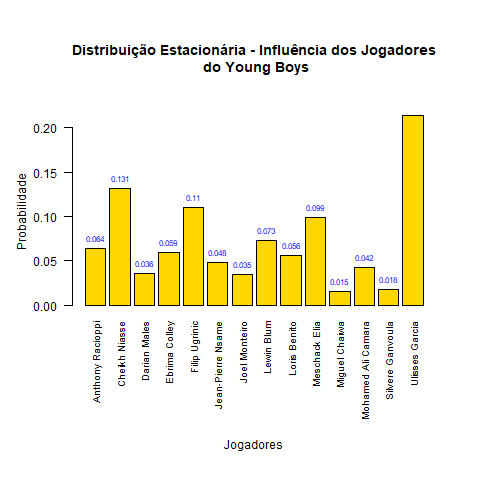 Distribuição Estacionária - Influência dos Jogadores
do Young Boys
Probabilidade
0.20
0.15
0.10
0.05
0.00
0.064
0.131
0.036
0.059
0.11
0.048
0.035
0.073
0.056
0.099
0.015
0.042
0.018
Anthony Racioppi
Cheikh Niasse
Darian Males
Ebrima Colley
Filip Ugrinic
Jean-Pierre Nsame
Joel Monteiro
Lewin Blum
Loris Benito
Meschack Elia
Miguel Chaiwa
Mohamed Ali Camara
Silvere Ganvoula
Ulisses Garcia
Jogadores